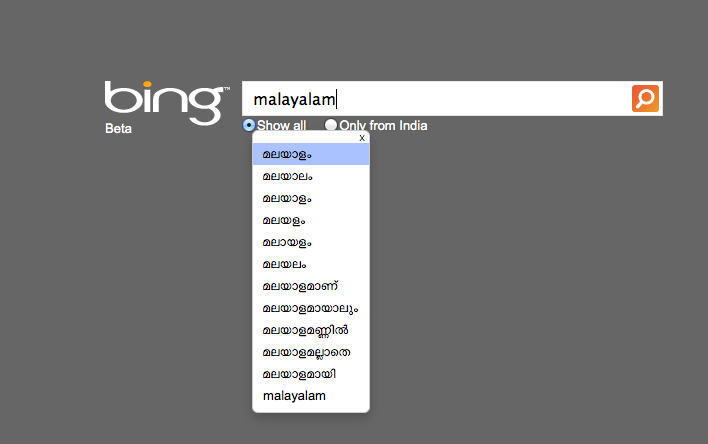 bing™
malayalam
Beta
Show all Only from India
x
മലയാളം
മലയാലം
മലയാളം
മലയളം
മലായളം
മലയലം
മലയാളമാണ്
മലയാളമായാലും
മലയാളമണ്ണിൽ
മലയാളമല്ലാതെ
മലയാളമായി
malayalam